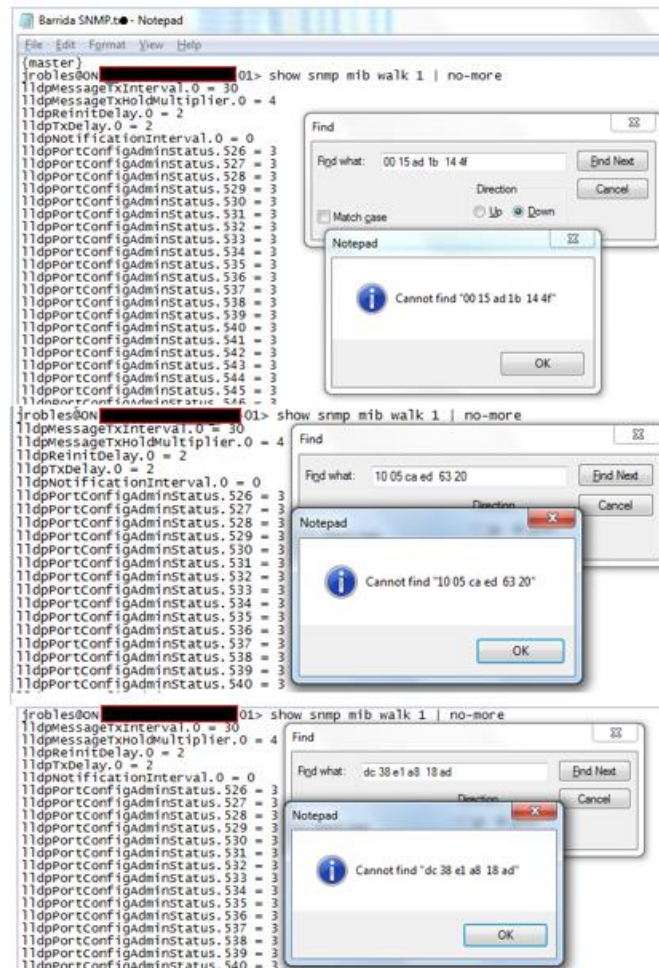 Barrida SNMP.t - Notepad
File Edit Format View Help
{master}
jrobles@ON 01> show snmp mib walk 1 | no-more
lldpMessageTxInterval.0 = 30
lldpMessageTxHoldMultiplier.0 = 4
lldpReinitDelay.0 = 2
lldpTxDelay.0 = 2
lldpNotificationInterval.0 = 0
lldpPortConfigAdminStatus.526 = 3
lldpPortConfigAdminStatus.527 = 3
lldpPortConfigAdminStatus.528 = 3
lldpPortConfigAdminStatus.529 = 3
lldpPortConfigAdminStatus.530 = 3
lldpPortConfigAdminStatus.531 = 3
lldpPortConfigAdminStatus.532 = 3
lldpPortConfigAdminStatus.533 = 3
lldpPortConfigAdminStatus.534 = 3
lldpPortConfigAdminStatus.535 = 3
lldpPortConfigAdminStatus.536 = 3
lldpPortConfigAdminStatus.537 = 3
lldpPortConfigAdminStatus.538 = 3
lldpPortConfigAdminStatus.539 = 3
lldpPortConfigAdminStatus.540 = 3
lldpPortConfigAdminStatus.541 = 3
lldpPortConfigAdminStatus.542 = 3
lldpPortConfigAdminStatus.543 = 3
lldpPortConfigAdminStatus.544 = 3
lldpPortConfigAdminStatus.545 = 3
lldpPortConfigAdminStatus.546 = 3
Find
Find what: 00 15 ad 1b 14 4f
Find Next
Direction
Cancel
Match case
Up Down
Notepad
Cannot find "00 15 ad 1b 14 4f"
OK
jrobles@ON 01> show snmp mib walk 1 | no-more
lldpMessageTxInterval.0 = 30
lldpMessageTxHoldMultiplier.0 = 4
lldpReinitDelay.0 = 2
lldpTxDelay.0 = 2
lldpNotificationInterval.0 = 0
lldpPortConfigAdminStatus.526 = 3
lldpPortConfigAdminStatus.527 = 3
lldpPortConfigAdminStatus.528 = 3
lldpPortConfigAdminStatus.529 = 3
lldpPortConfigAdminStatus.530 = 3
lldpPortConfigAdminStatus.531 = 3
lldpPortConfigAdminStatus.532 = 3
lldpPortConfigAdminStatus.533 = 3
lldpPortConfigAdminStatus.534 = 3
lldpPortConfigAdminStatus.535 = 3
lldpPortConfigAdminStatus.536 = 3
lldpPortConfigAdminStatus.537 = 3
lldpPortConfigAdminStatus.538 = 3
lldpPortConfigAdminStatus.539 = 3
lldpPortConfigAdminStatus.540 = 3
Find
Find what: 10 05 ca ed 63 20
Find Next
Direction
Cancel
Notepad
Cannot find "10 05 ca ed 63 20"
OK
jrobles@ON 01> show snmp mib walk 1 | no-more
lldpMessageTxInterval.0 = 30
lldpMessageTxHoldMultiplier.0 = 4
lldpReinitDelay.0 = 2
lldpTxDelay.0 = 2
lldpNotificationInterval.0 = 0
lldpPortConfigAdminStatus.526 = 3
lldpPortConfigAdminStatus.527 = 3
lldpPortConfigAdminStatus.528 = 3
lldpPortConfigAdminStatus.529 = 3
lldpPortConfigAdminStatus.530 = 3
lldpPortConfigAdminStatus.531 = 3
lldpPortConfigAdminStatus.532 = 3
lldpPortConfigAdminStatus.533 = 3
lldpPortConfigAdminStatus.534 = 3
lldpPortConfigAdminStatus.535 = 3
lldpPortConfigAdminStatus.536 = 3
lldpPortConfigAdminStatus.537 = 3
lldpPortConfigAdminStatus.538 = 3
lldpPortConfigAdminStatus.539 = 3
lldpPortConfigAdminStatus.540 = 3
Find
Find what: dc 38 e1 a8 18 ad
Find Next
Direction
Cancel
Notepad
Cannot find "dc 38 e1 a8 18 ad"
OK